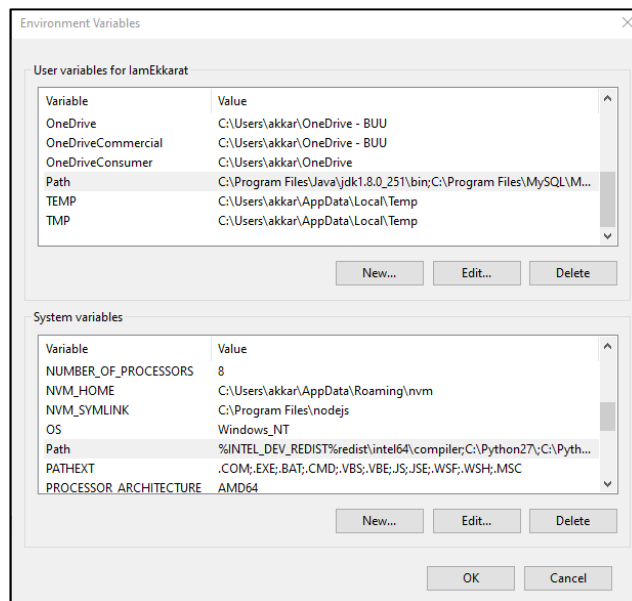 Environment Variables
User variables for IamEkkarat
Variable Value
OneDrive C:\Users\akkar\OneDrive - BUU
OneDriveCommercial C:\Users\akkar\OneDrive - BUU
OneDriveConsumer C:\Users\akkar\OneDrive
Path C:\Program Files\Java\jdk1.8.0_251\bin;C:\Program Files\MySQL\M...
TEMP C:\Users\akkar\AppData\Local\Temp
TMP C:\Users\akkar\AppData\Local\Temp
New... Edit... Delete
System variables
Variable Value
NUMBER_OF_PROCESSORS 8
NVM_HOME C:\Users\akkar\AppData\Roaming\nvm
NVM_SYMLINK C:\Program Files\nodejs
OS Windows_NT
Path %INTEL_DEV_REDIST%redist\intel64\compiler;C:\Python27\;C:\Pyth...
PATHEXT .COM;.EXE;.BAT;.CMD;.VBS;.VBE;.JS;.JSE;.WSF;.WSH;.MSC
PROCESSOR_ARCHITECTURE AMD64
New... Edit... Delete
OK Cancel